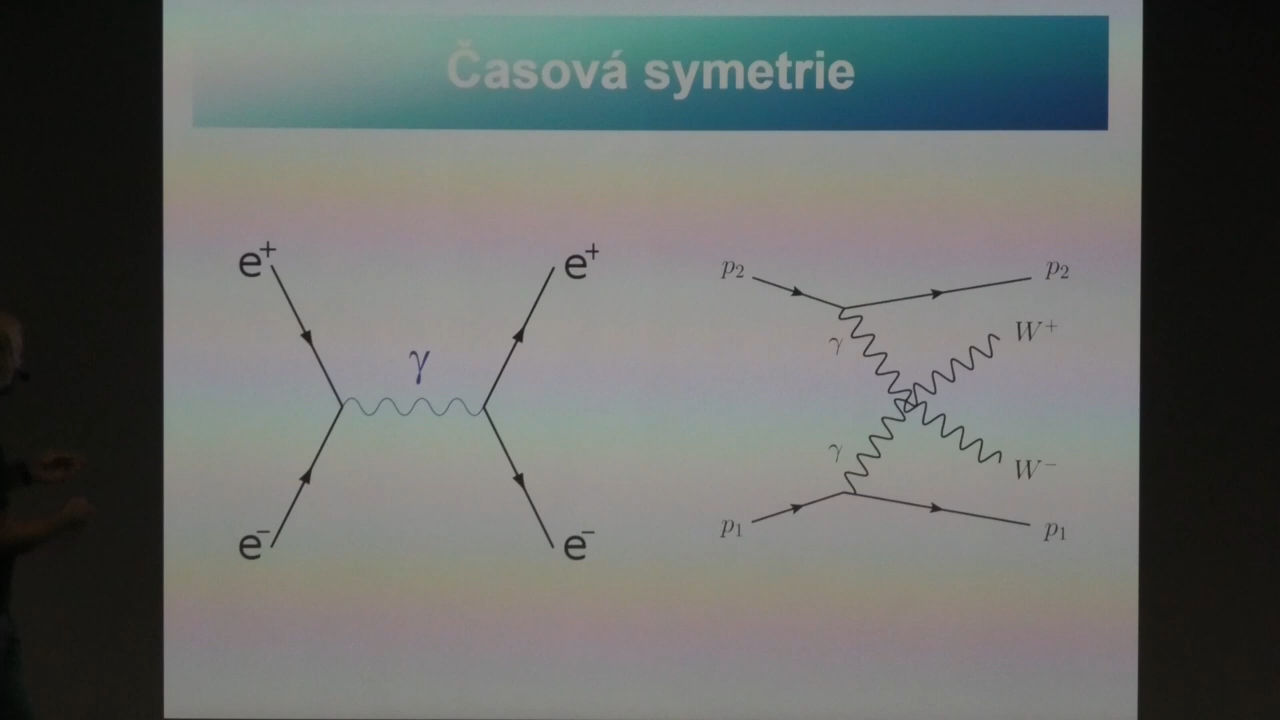 Časová symetrie
e⁺
e⁺
γ
e⁻
e⁻
p₂
p₂
γ
W⁺
γ
W⁻
p₁
p₁